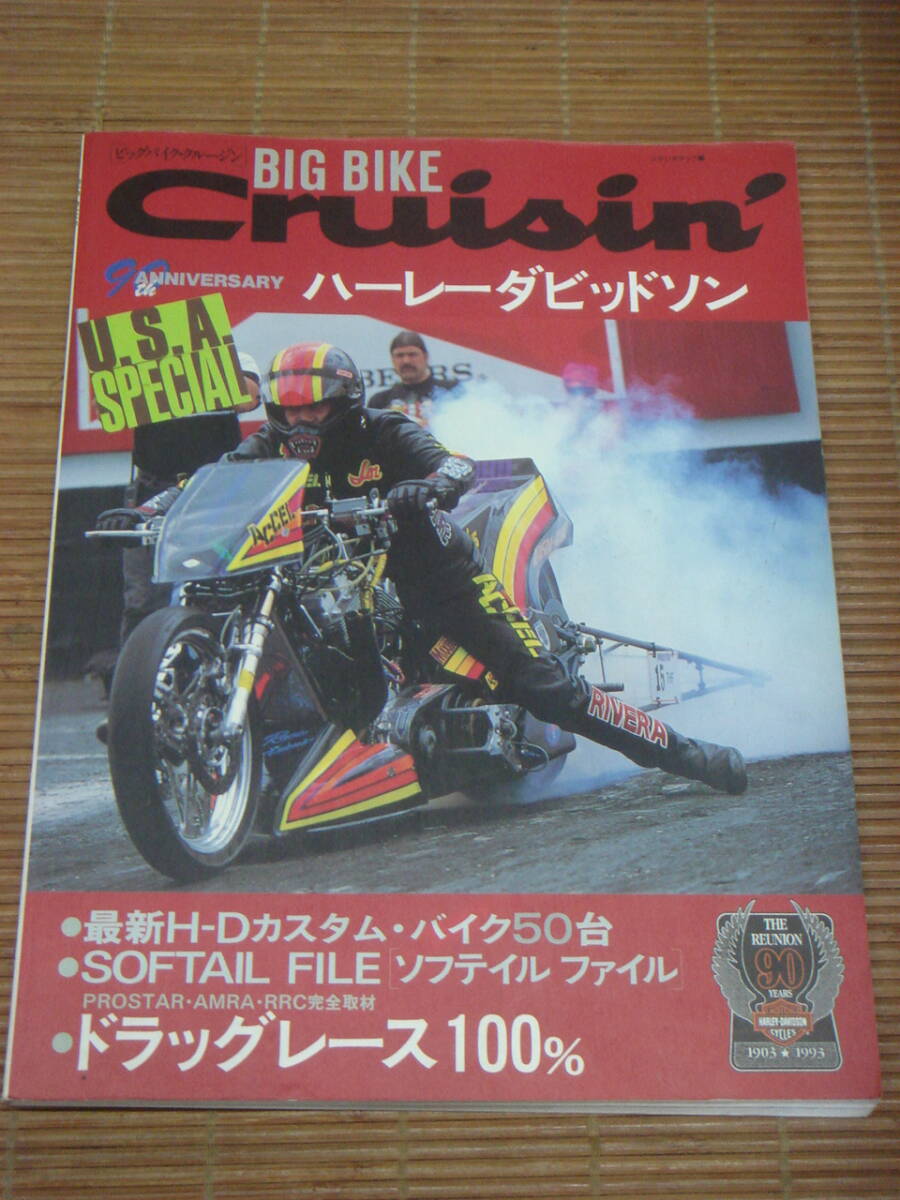 [ビッグバイク・クルージン]
BIG BIKE
Cruisin'
90th ANNIVERSARY
ハーレーダビッドソン
U.S.A.
SPECIAL
Jim
ACCEL
ACCEL
15
RIVERA
●最新H-Dカスタム・バイク50台
●SOFTAIL FILE [ソフテイル ファイル]
PROSTAR・AMRA・RRC完全取材
●ドラッグレース100%
THE
REUNION
90
YEARS
HARLEY-DAVIDSON
CYCLES
1903 ★ 1993